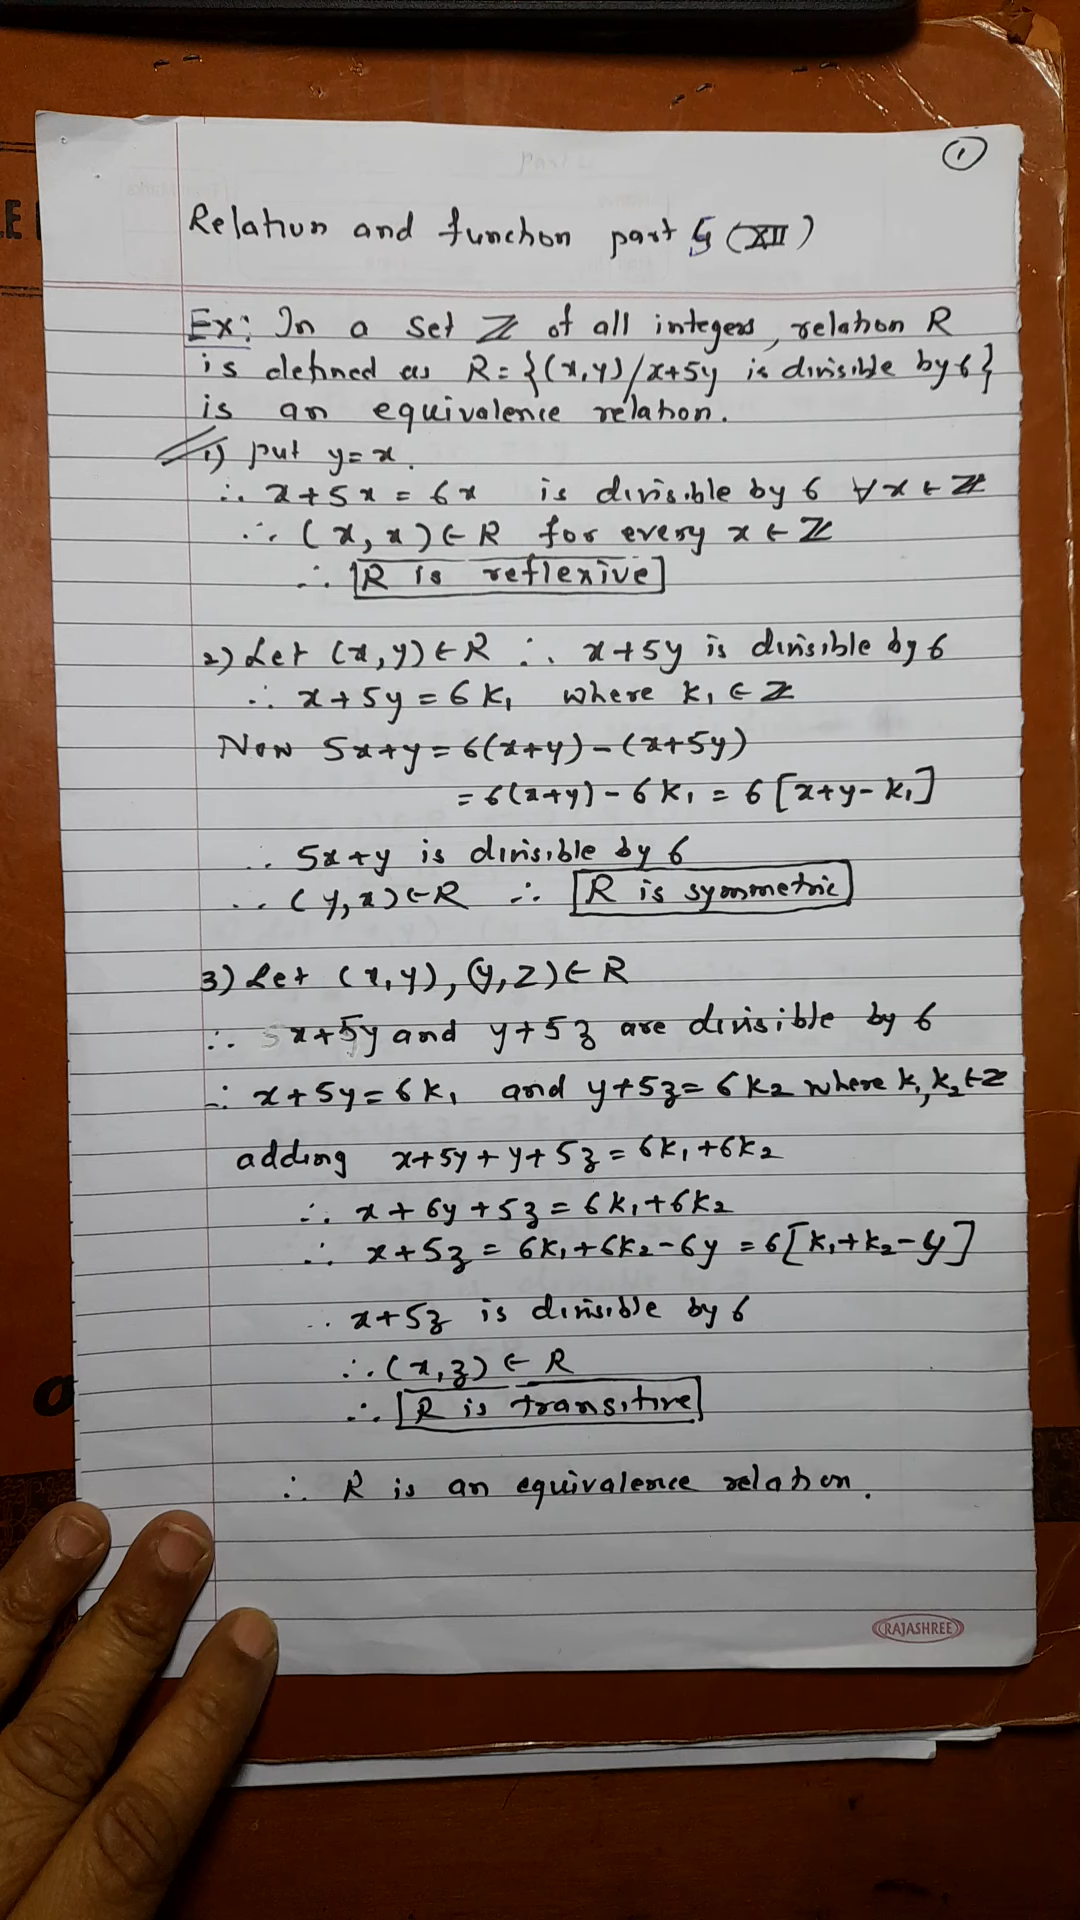 1
Relation and function part 5 (XII)
Ex: In a set ℤ of all integers, relation R
is defined as R = {(x,y)/x+5y is divisible by 6}
is an equivalence relation.
1) put y = x.
∴ x+5x = 6x is divisible by 6 ∀ x ∈ ℤ
∴ (x, x) ∈ R for every x ∈ ℤ
∴ R is reflexive
2) Let (x,y) ∈ R ∴ x+5y is divisible by 6
∴ x+5y = 6k₁ where k₁ ∈ Z
Now 5x+y = 6(x+y) - (x+5y)
= 6(x+y) - 6k₁ = 6[x+y-k₁]
∴ 5x+y is divisible by 6
∴ (y,x) ∈ R ∴ R is symmetric
3) Let (x,y), (y,z) ∈ R
∴ x+5y and y+5z are divisible by 6
∴ x+5y = 6k₁ and y+5z = 6k₂ where k₁, k₂ ∈ Z
adding x+5y+y+5z = 6k₁+6k₂
∴ x+6y+5z = 6k₁+6k₂
∴ x+5z = 6k₁+6k₂-6y = 6[k₁+k₂-y]
∴ x+5z is divisible by 6
∴ (x,z) ∈ R
∴ R is transitive
∴ R is an equivalence relation.
RAJASHREE